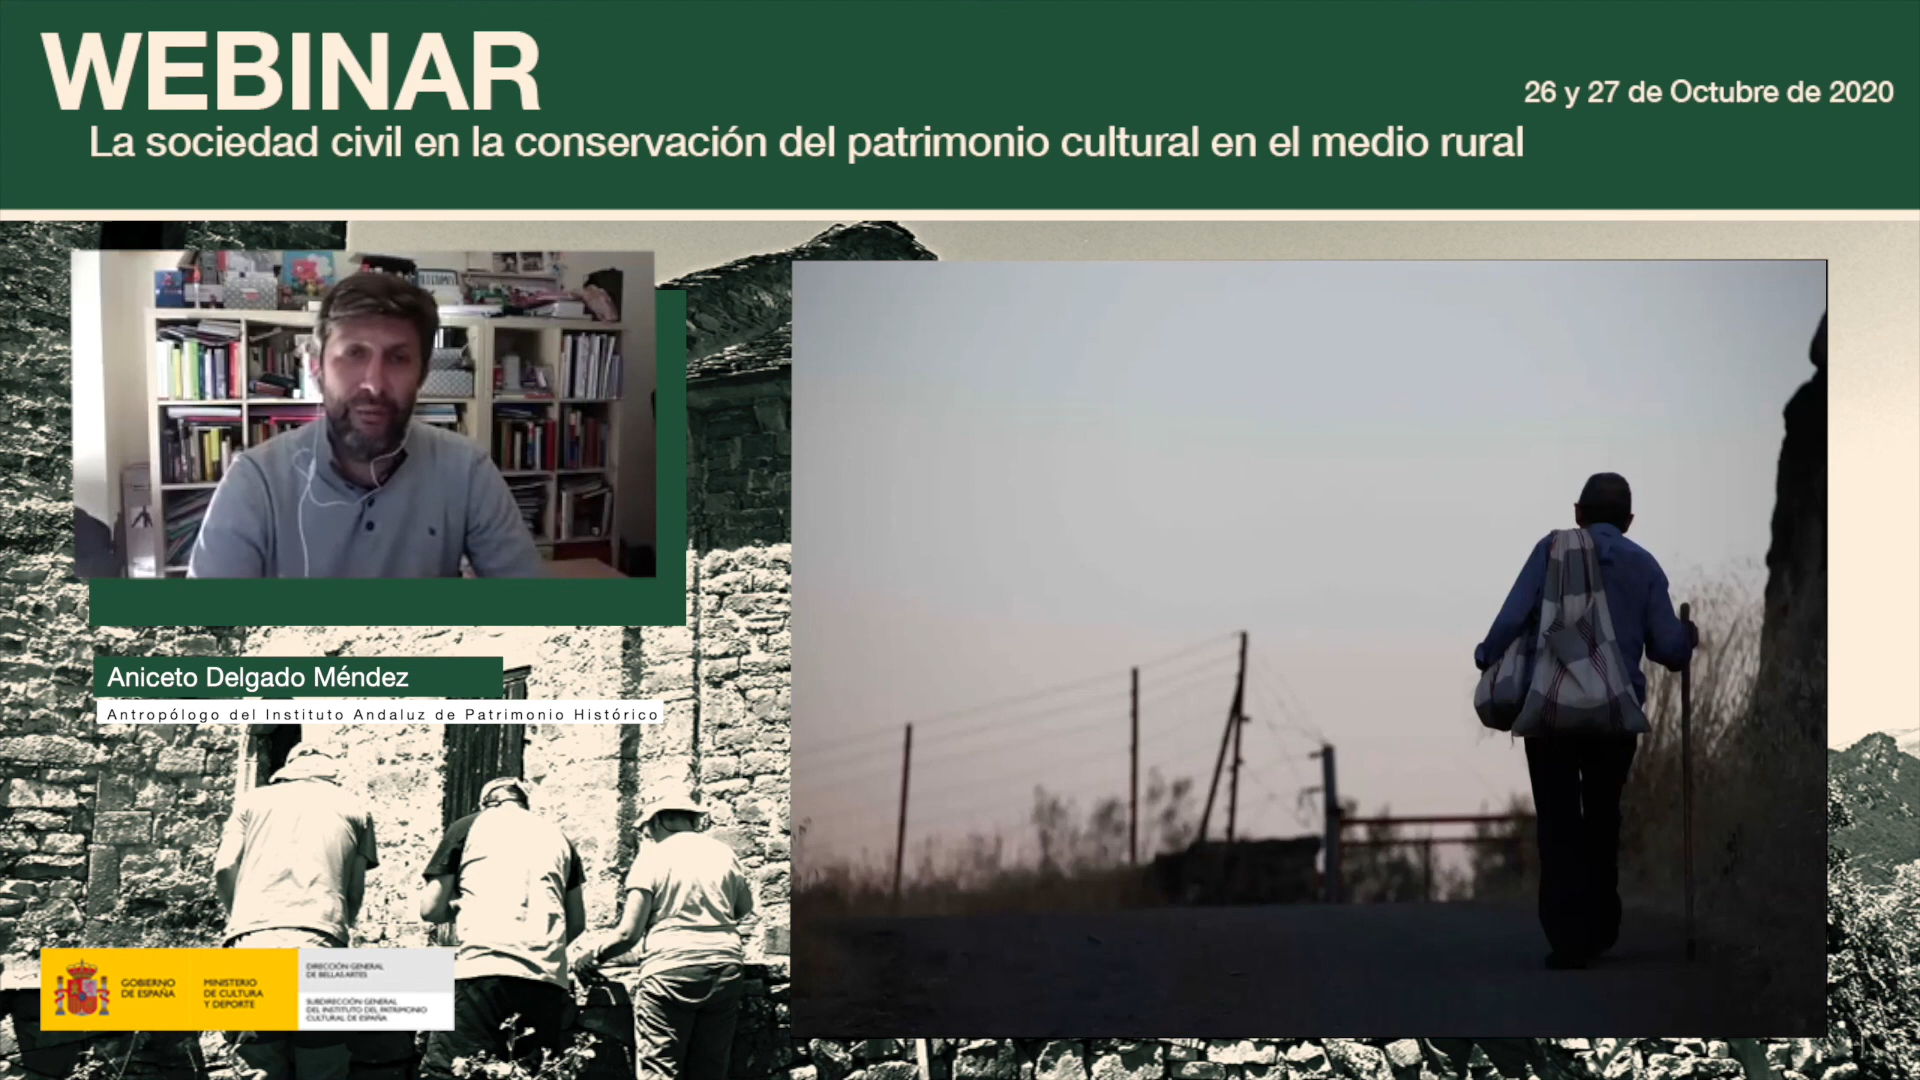 WEBINAR
26 y 27 de Octubre de 2020
La sociedad civil en la conservación del patrimonio cultural en el medio rural
Aniceto Delgado Méndez
Antropólogo del Instituto Andaluz de Patrimonio Histórico
GOBIERNO
DE ESPAÑA
MINISTERIO
DE CULTURA
Y DEPORTE
DIRECCIÓN GENERAL
DE BELLAS ARTES
SUBDIRECCIÓN GENERAL
DEL INSTITUTO DEL PATRIMONIO
CULTURAL DE ESPAÑA